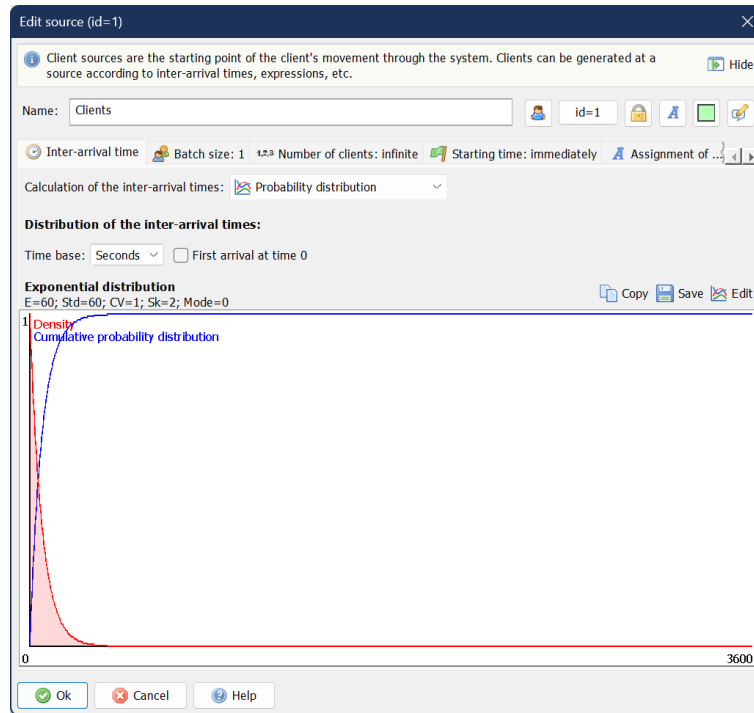 Edit source (id=1)
Client sources are the starting point of the client's movement through the system. Clients can be generated at a
source according to inter-arrival times, expressions, etc.
Hide
Name: Clients id=1 A
Inter-arrival time Batch size: 1 1,2,3 Number of clients: infinite Starting time: immediately A Assignment of ...
Calculation of the inter-arrival times: Probability distribution
Distribution of the inter-arrival times:
Time base: Seconds First arrival at time 0
Exponential distribution
E=60; Std=60; CV=1; Sk=2; Mode=0
Copy Save Edit
1 Density
Cumulative probability distribution
0 3600
Ok Cancel Help